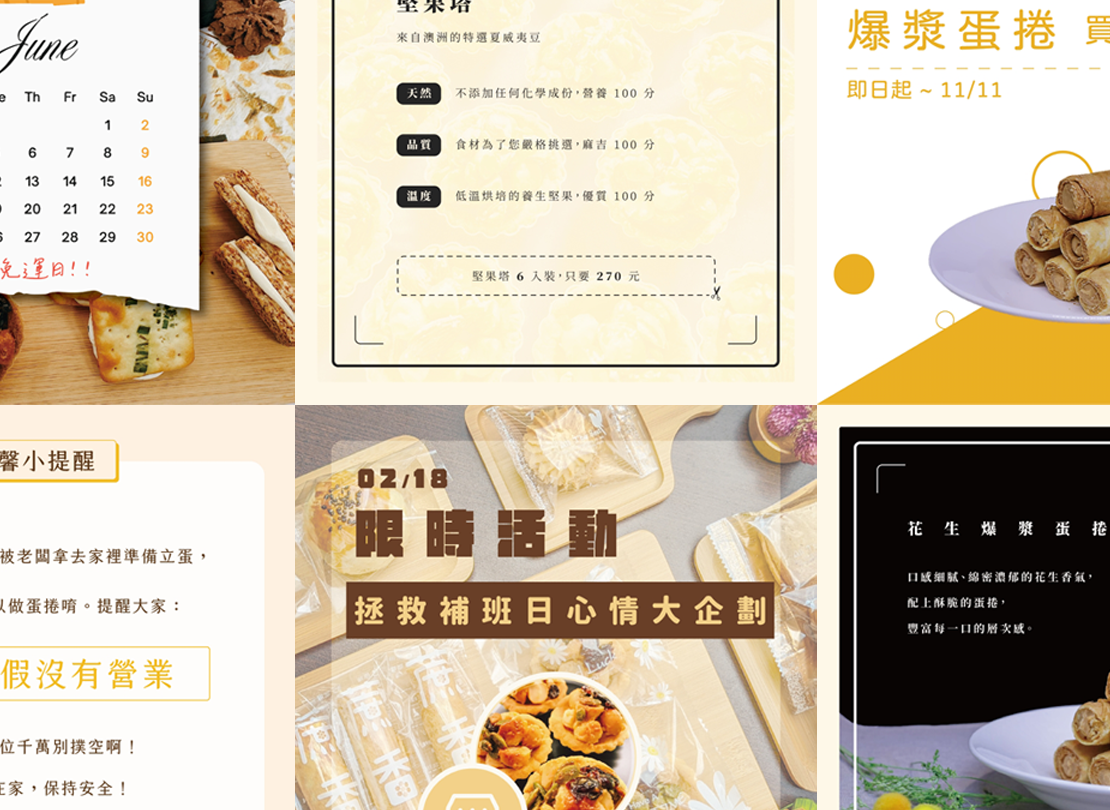 June
Th Fr Sa Su
1 2
6 7 8 9
13 14 15 16
20 21 22 23
27 28 29 30
免運日!!
堅果塔
來自澳洲的特選夏威夷豆
天然 不添加任何化學成份,營養 100 分
品質 食材為了您嚴格挑選,麻吉 100 分
溫度 低溫烘培的養生堅果,優質 100 分
堅果塔 6 入裝,只要 270 元
爆漿蛋捲 買
即日起 ~ 11/11
馨小提醒
被老闆拿去家裡準備立蛋,
以做蛋捲唷。提醒大家:
假沒有營業
位千萬別撲空啊!
在家,保持安全!
02/18
限時活動
拯救補班日心情大企劃
花生爆漿蛋捲
口感細膩、綿密濃郁的花生香氣,
配上酥脆的蛋捲,
豐富每一口的層次感。